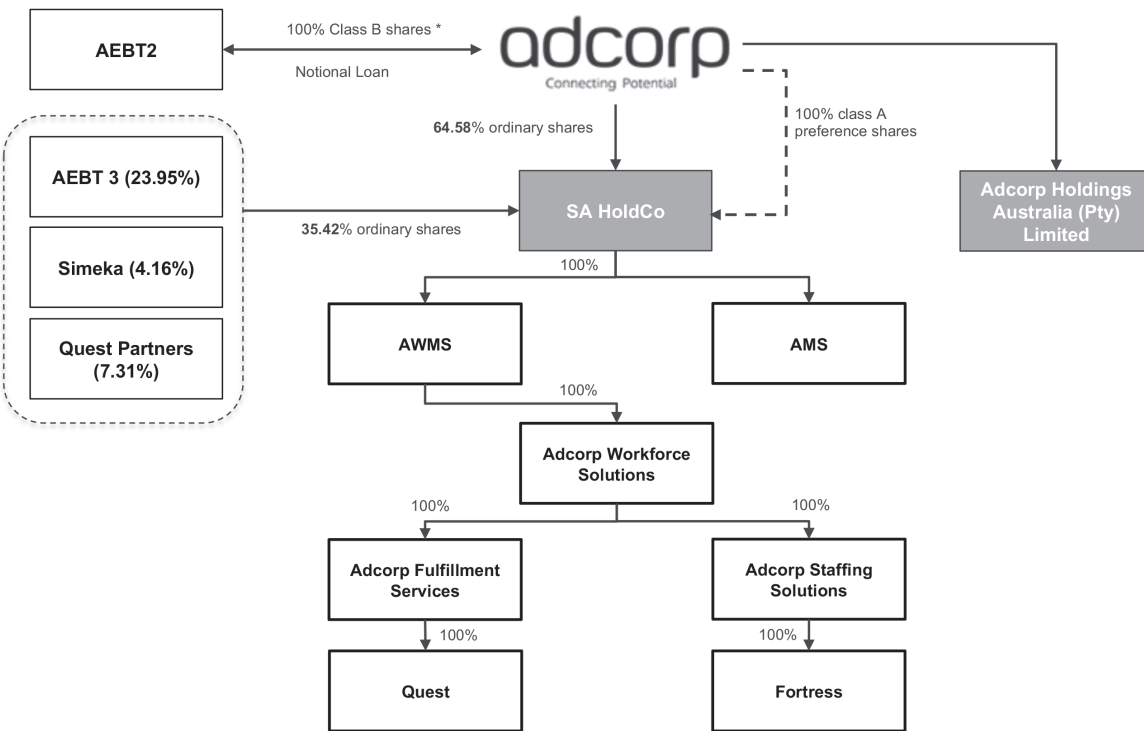 AEBT2
100% Class B shares *
Notional Loan
adcorp
Connecting Potential
64.58% ordinary shares
100% class A
preference shares
AEBT 3 (23.95%)
Simeka (4.16%)
Quest Partners
(7.31%)
35.42% ordinary shares
SA HoldCo
Adcorp Holdings
Australia (Pty)
Limited
100%
AWMS
AMS
100%
Adcorp Workforce
Solutions
100%
100%
Adcorp Fulfillment
Services
Adcorp Staffing
Solutions
100%
100%
Quest
Fortress